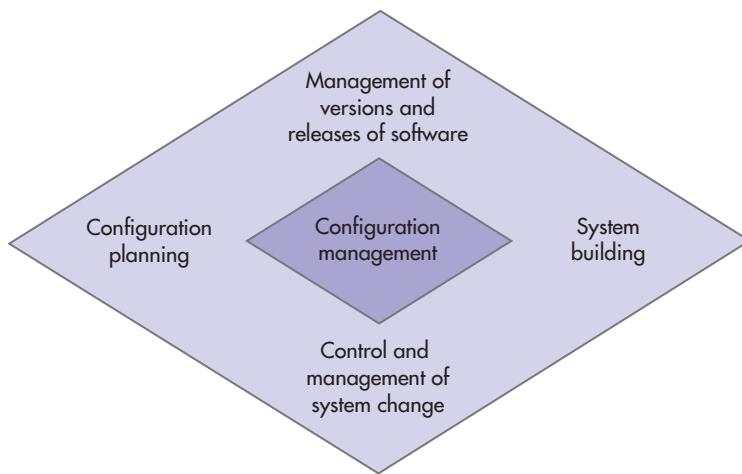 Management of
versions and
releases of software
Configuration
planning
Configuration
management
System
building
Control and
management of
system change